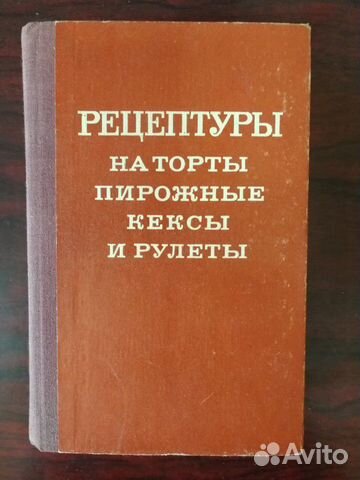 РЕЦЕПТУРЫ
НА ТОРТЫ
ПИРОЖНЫЕ
КЕКСЫ
И РУЛЕТЫ
Avito